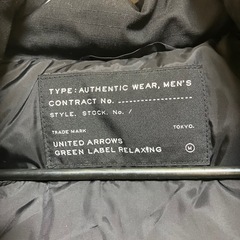 TYPE: AUTHENTIC WEAR, MEN'S
CONTRACT No. --------------------
STYLE, STOCK. No. /
TRADE MARK TOKYO.
UNITED ARROWS
GREEN LABEL RELAXING M